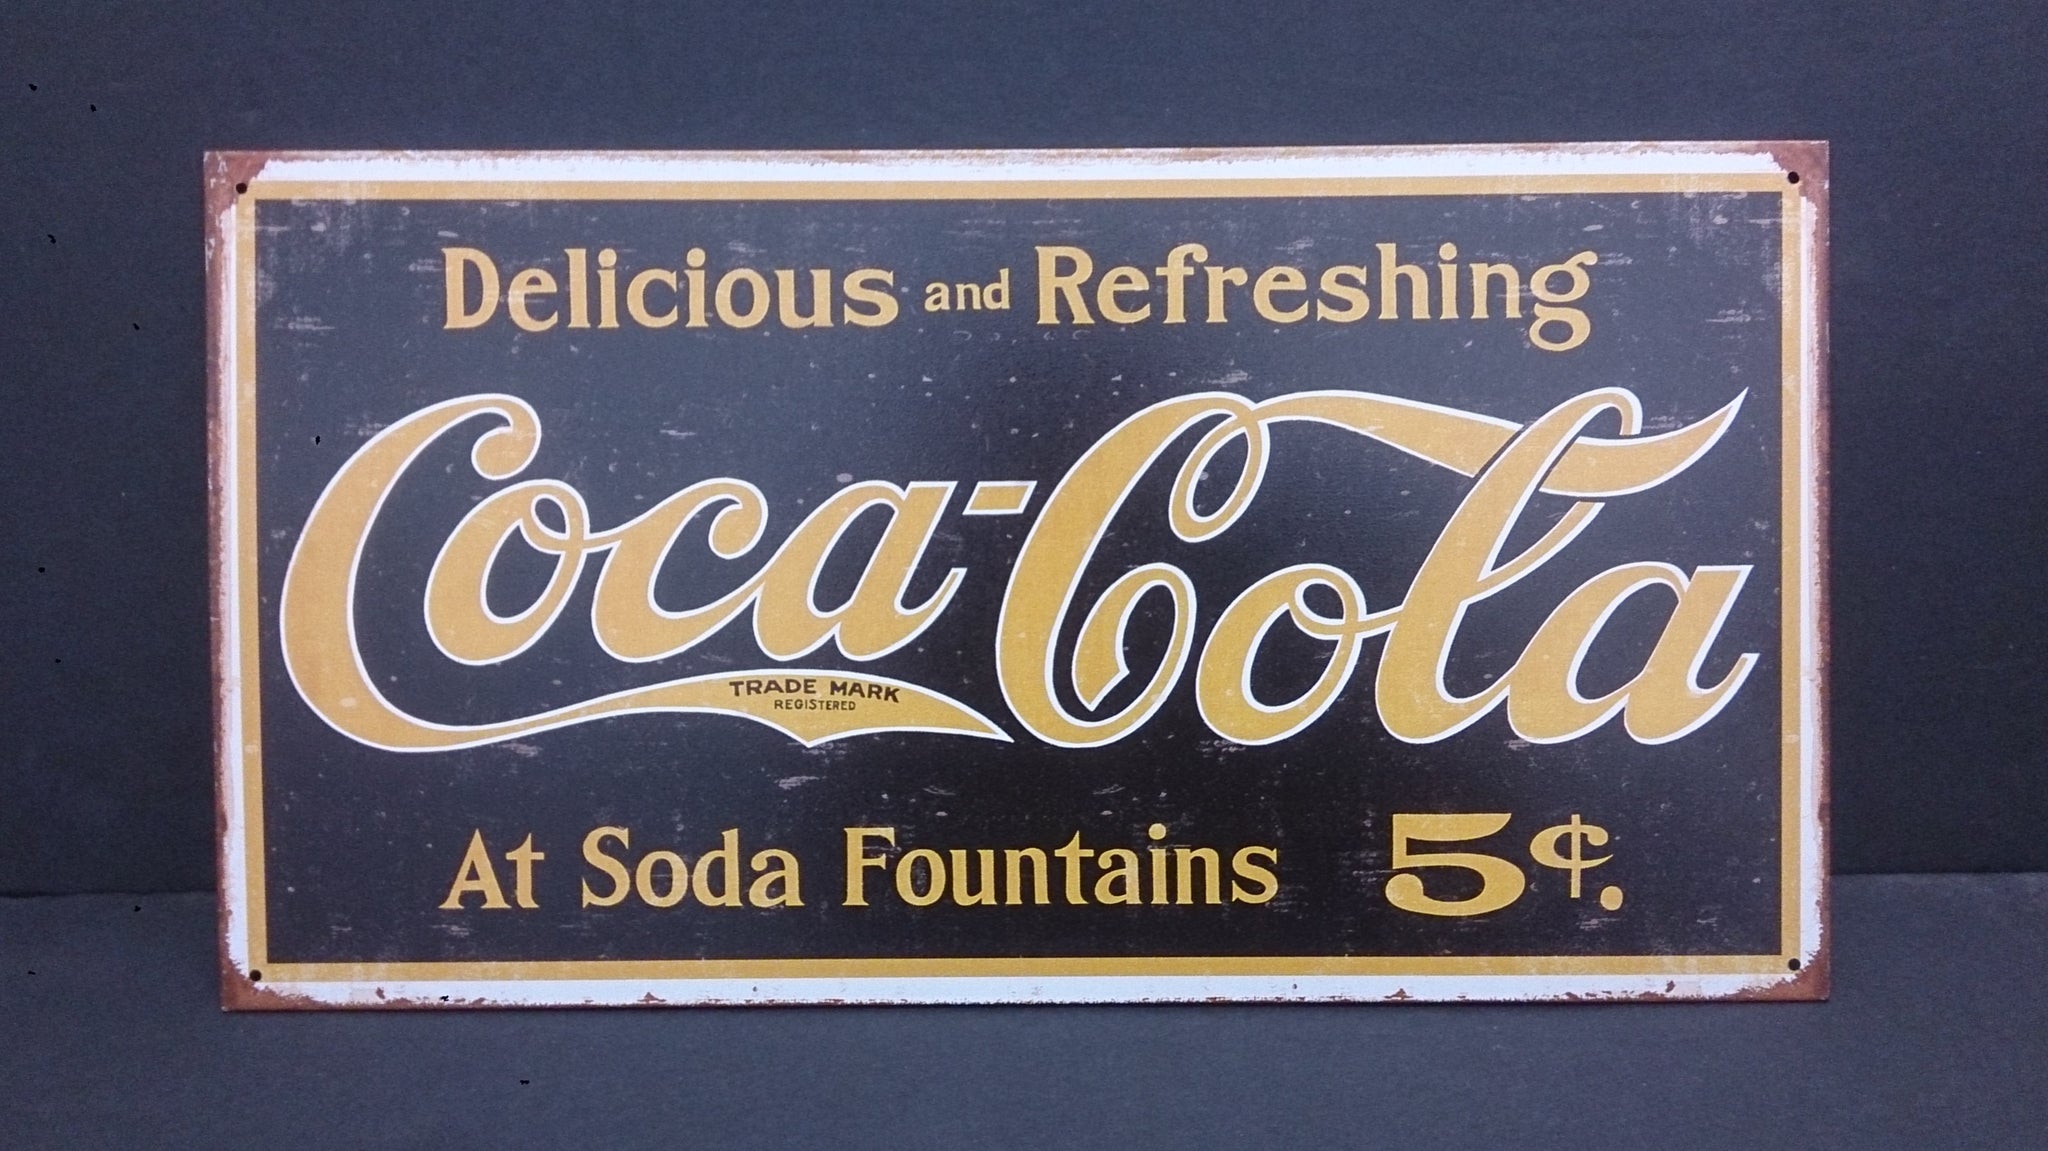 Delicious and Refreshing
Coca-Cola
TRADE MARK
REGISTERED
At Soda Fountains 5¢.